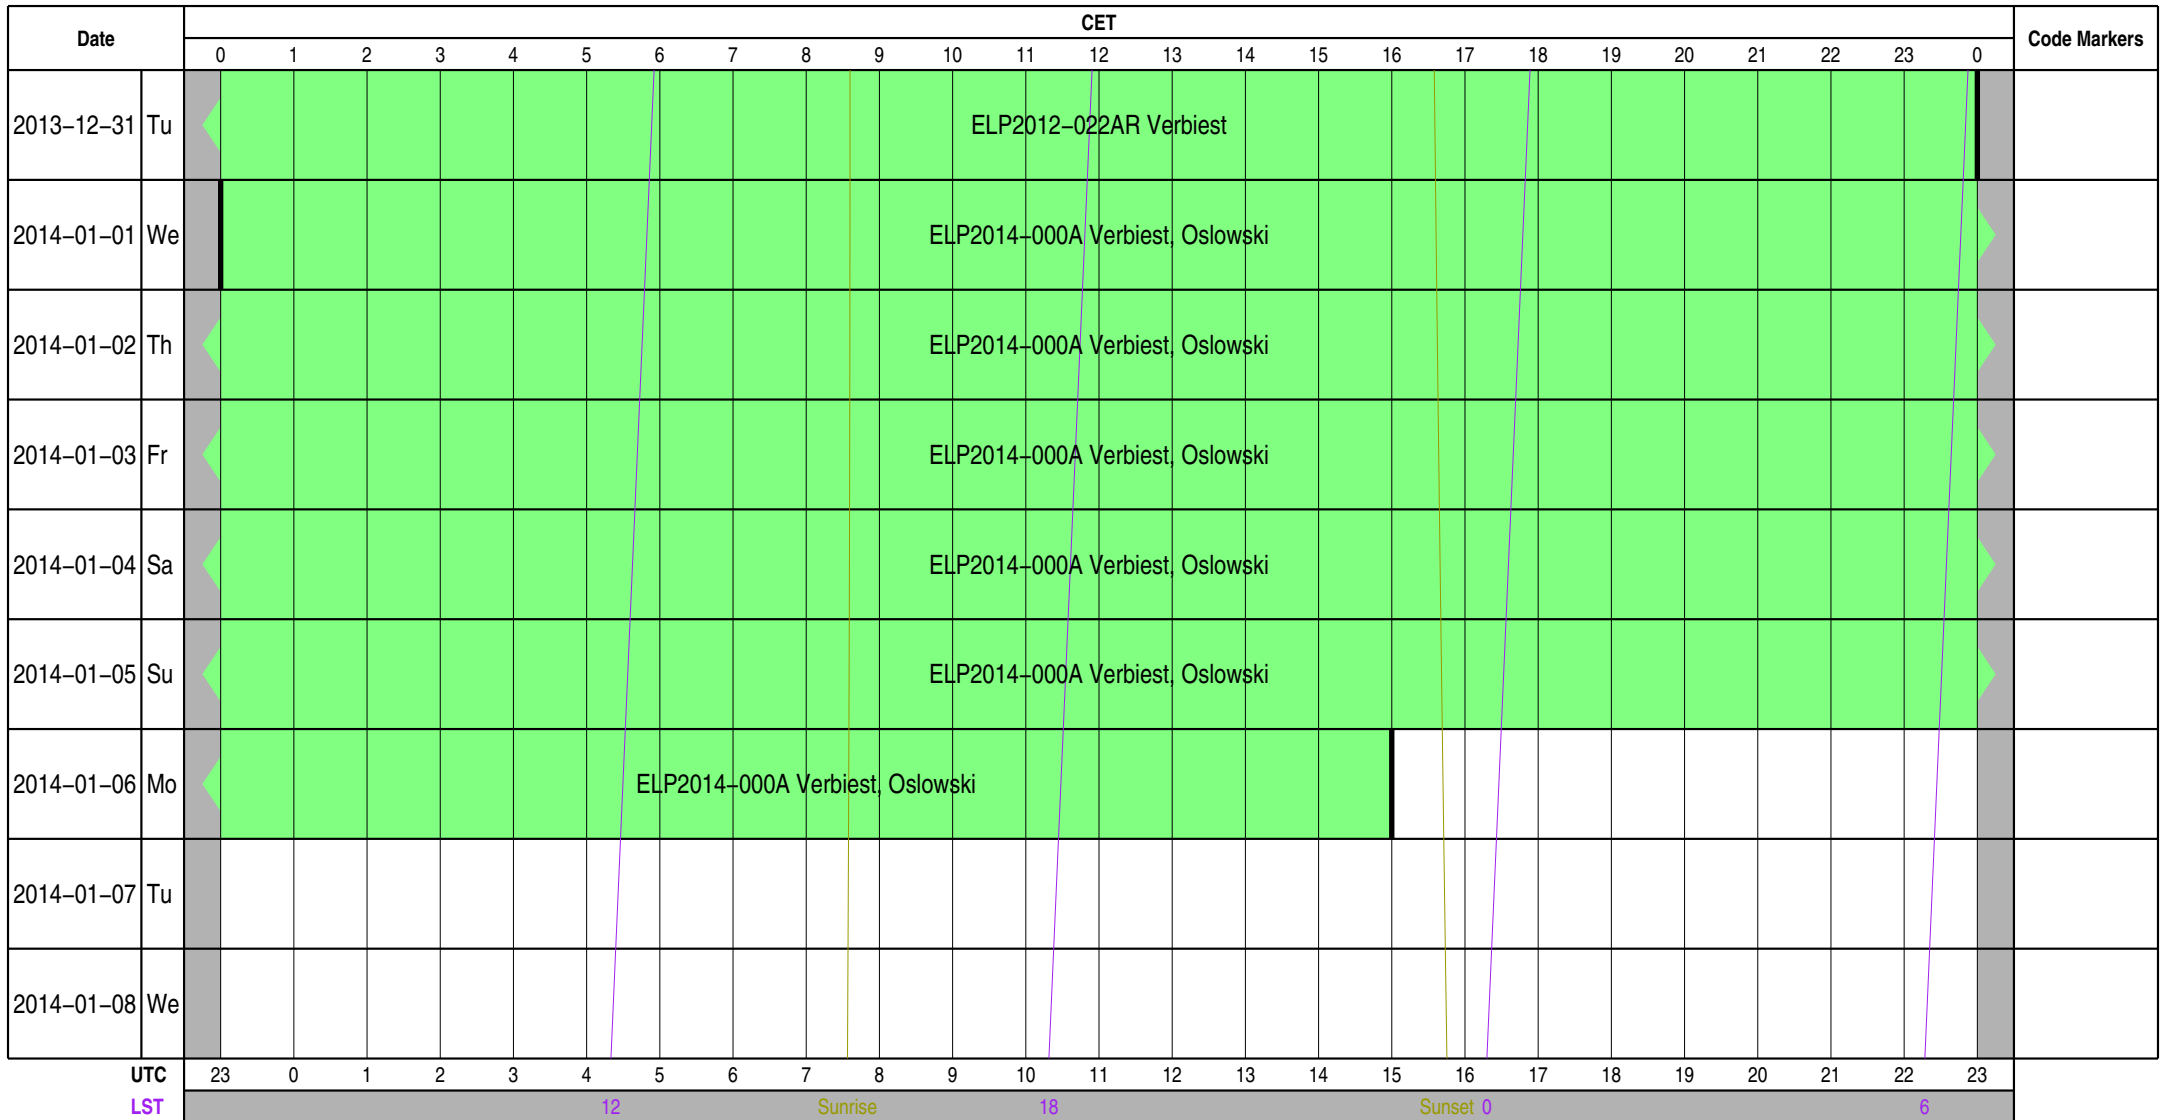 Date CET Code Markers
0 1 2 3 4 5 6 7 8 9 10 11 12 13 14 15 16 17 18 19 20 21 22 23 0
2013−12−31 Tu ELP2012−022AR Verbiest
2014−01−01 We ELP2014−000A Verbiest, Oslowski
2014−01−02 Th ELP2014−000A Verbiest, Oslowski
2014−01−03 Fr ELP2014−000A Verbiest, Oslowski
2014−01−04 Sa ELP2014−000A Verbiest, Oslowski
2014−01−05 Su ELP2014−000A Verbiest, Oslowski
2014−01−06 Mo ELP2014−000A Verbiest, Oslowski
2014−01−07 Tu
2014−01−08 We
UTC 23 0 1 2 3 4 5 6 7 8 9 10 11 12 13 14 15 16 17 18 19 20 21 22 23
LST 12 Sunrise 18 Sunset 0 6